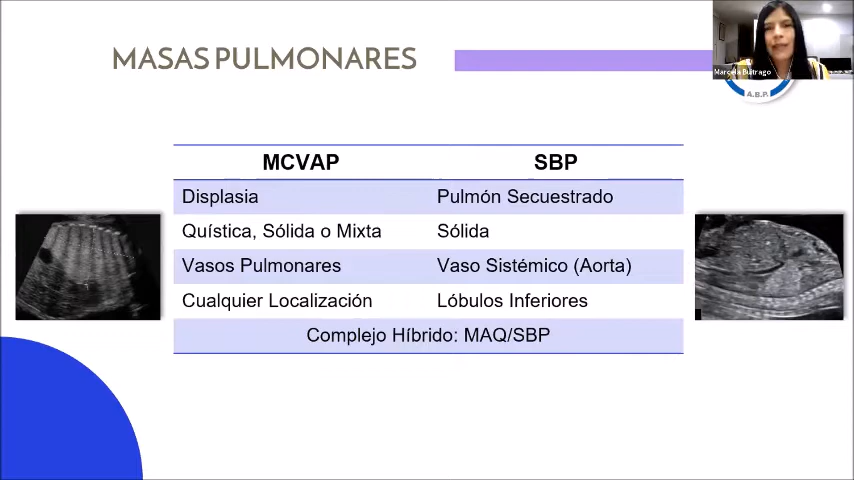 MASAS PULMONARES
Marcela Buitrago
A.B.P.
MCVAP SBP
Displasia Pulmón Secuestrado
Quística, Sólida o Mixta Sólida
Vasos Pulmonares Vaso Sistémico (Aorta)
Cualquier Localización Lóbulos Inferiores
Complejo Híbrido: MAQ/SBP